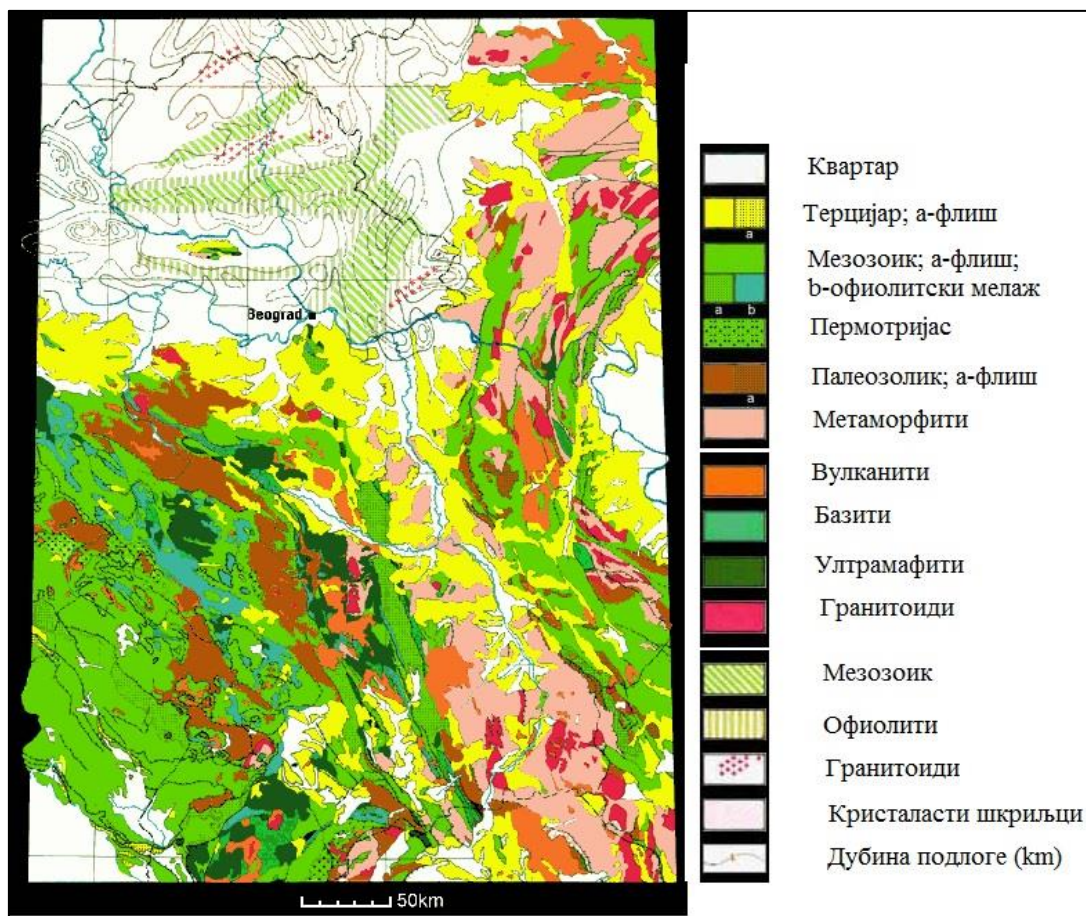 Beograd
50km
Квартар
Терцијар; а-флиш
a
Мезозоик; а-флиш;
b-офиолитски мелаж
a b
Пермотријас
Палеозолик; а-флиш
a
Метаморфити
Вулканити
Базити
Ултрамафити
Гранитоиди
Мезозоик
Офиолити
Гранитоиди
Кристаласти шкриљци
Дубина подлоге (km)